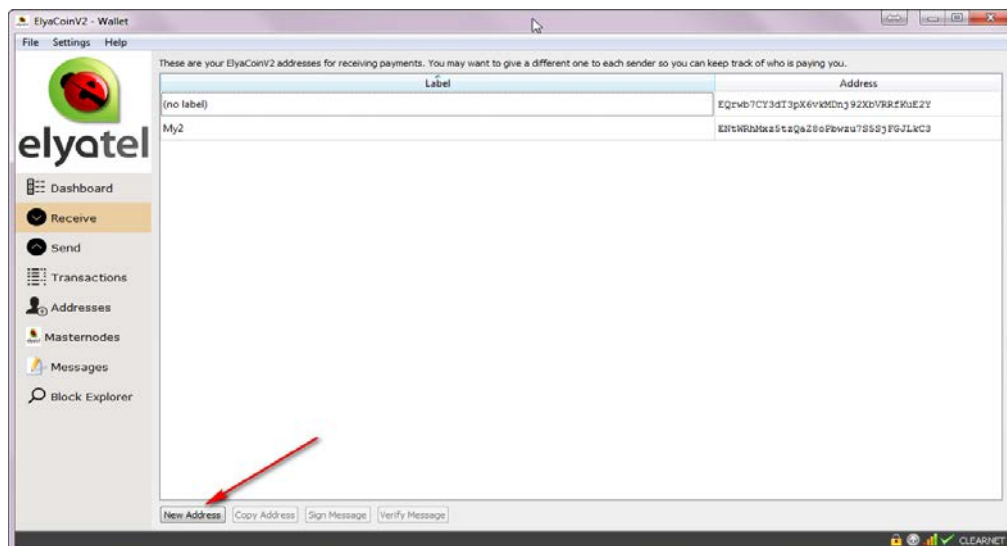 ElyaCoinV2 - Wallet
File Settings Help
These are your ElyaCoinV2 addresses for receiving payments. You may want to give a different one to each sender so you can keep track of who is paying you.
Label Address
(no label)
My2
elyatel
Dashboard
Receive
Send
Transactions
Addresses
Masternodes
Messages
Block Explorer
New Address Copy Address Sign Message Verify Message
CLEARNET